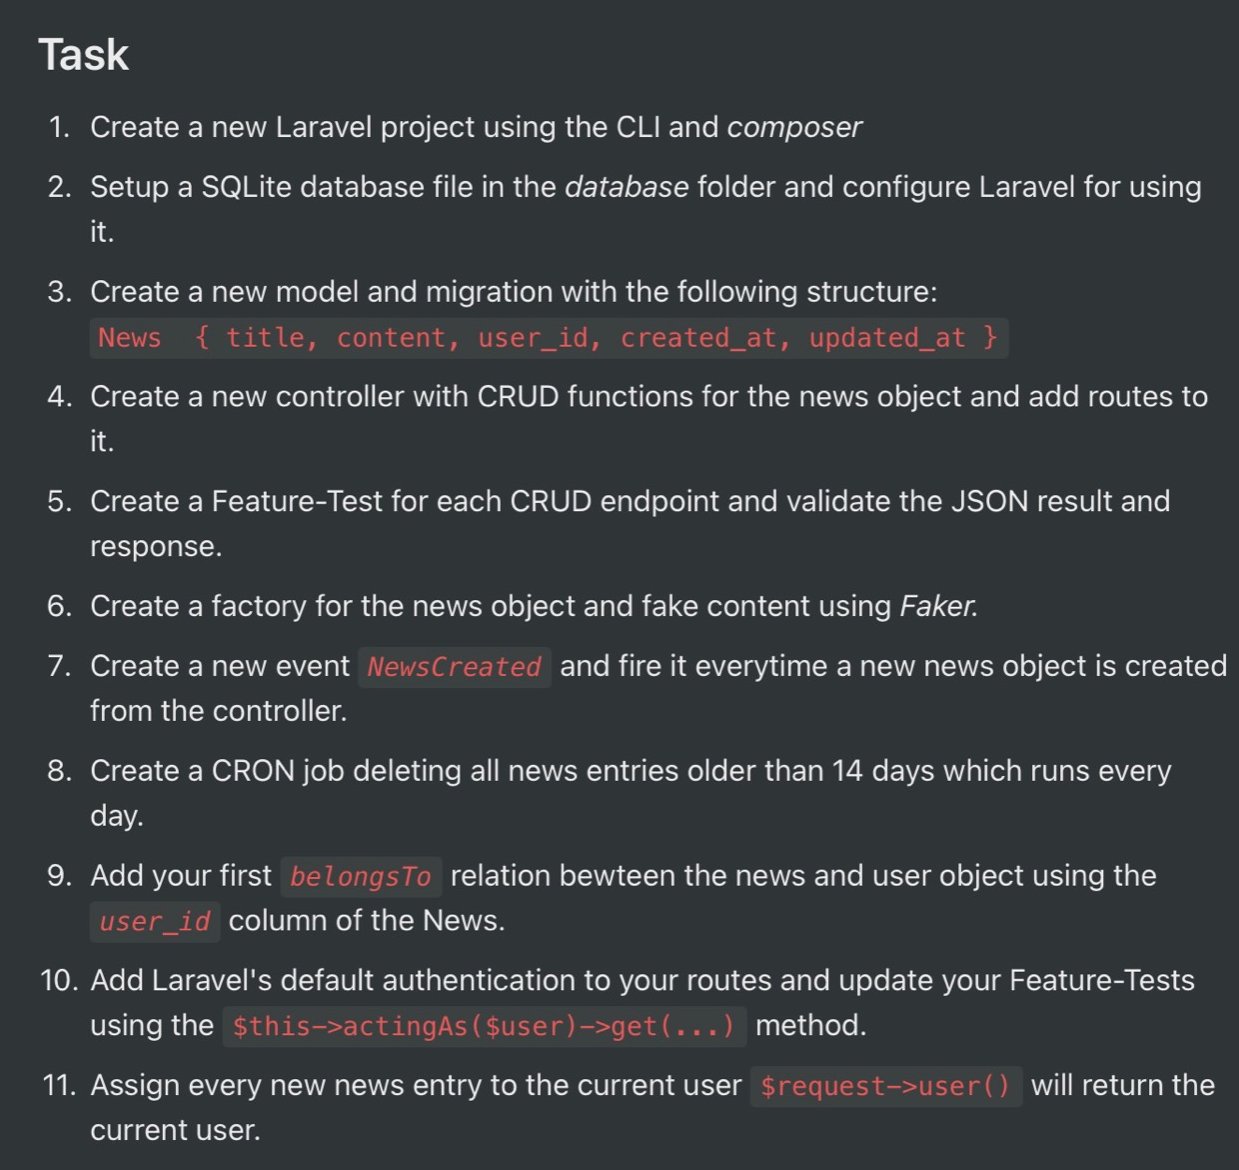 Task
1. Create a new Laravel project using the CLI and composer
2. Setup a SQLite database file in the database folder and configure Laravel for using
it.
3. Create a new model and migration with the following structure:
News { title, content, user_id, created_at, updated_at }
4. Create a new controller with CRUD functions for the news object and add routes to
it.
5. Create a Feature-Test for each CRUD endpoint and validate the JSON result and
response.
6. Create a factory for the news object and fake content using Faker.
7. Create a new event NewsCreated and fire it everytime a new news object is created
from the controller.
8. Create a CRON job deleting all news entries older than 14 days which runs every
day.
9. Add your first belongsTo relation bewteen the news and user object using the
user_id column of the News.
10. Add Laravel's default authentication to your routes and update your Feature-Tests
using the $this->actingAs($user)->get(...) method.
11. Assign every new news entry to the current user $request->user() will return the
current user.